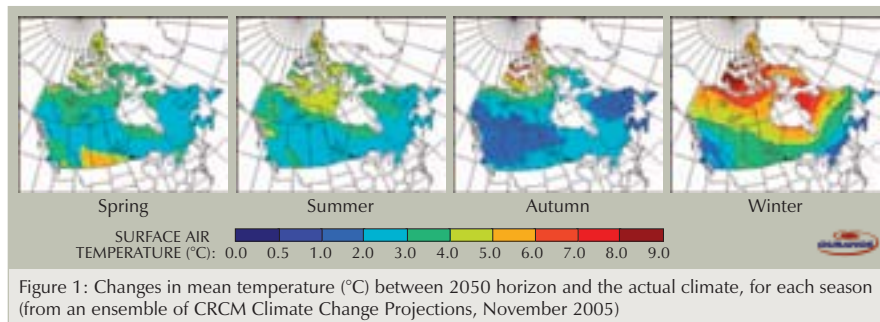 Spring Summer Autumn Winter
SURFACE AIR
TEMPERATURE (°C): 0.0 0.5 1.0 2.0 3.0 4.0 5.0 6.0 7.0 8.0 9.0
Figure 1: Changes in mean temperature (°C) between 2050 horizon and the actual climate, for each season
(from an ensemble of CRCM Climate Change Projections, November 2005)